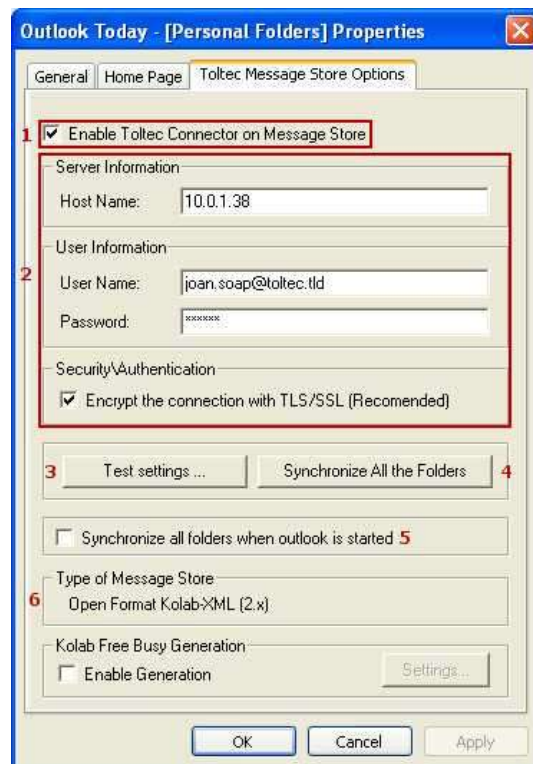 Outlook Today - [Personal Folders] Properties
General Home Page Toltec Message Store Options
1 Enable Toltec Connector on Message Store
Server Information
Host Name: 10.0.1.38
User Information
2
User Name: joan.soap@toltec.tld
Password: ××××××
Security\Authentication
Encrypt the connection with TLS/SSL (Recomended)
3 Test settings ... Synchronize All the Folders 4
Synchronize all folders when outlook is started 5
Type of Message Store
6 Open Format Kolab-XML (2.x)
Kolab Free Busy Generation
Enable Generation Settings...
OK Cancel Apply